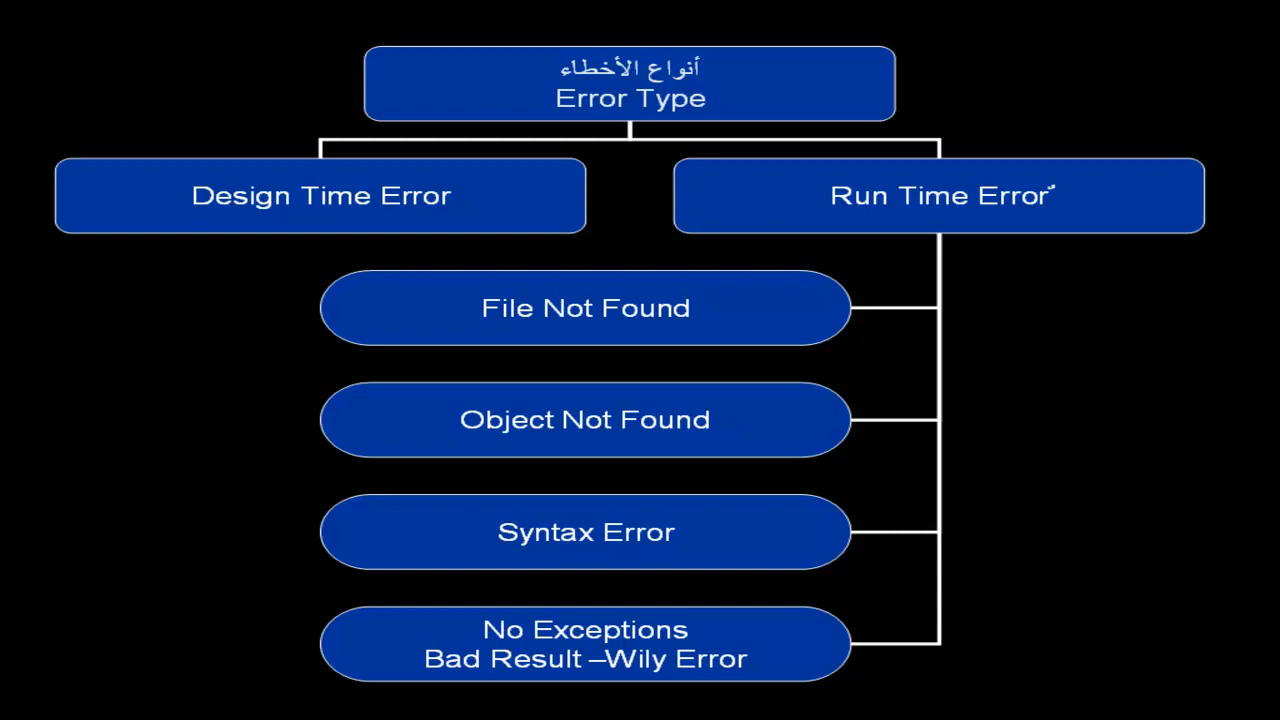 أنواع الأخطاء
Error Type
Design Time Error
Run Time Errorً
File Not Found
Object Not Found
Syntax Error
No Exceptions
Bad Result –Wily Error